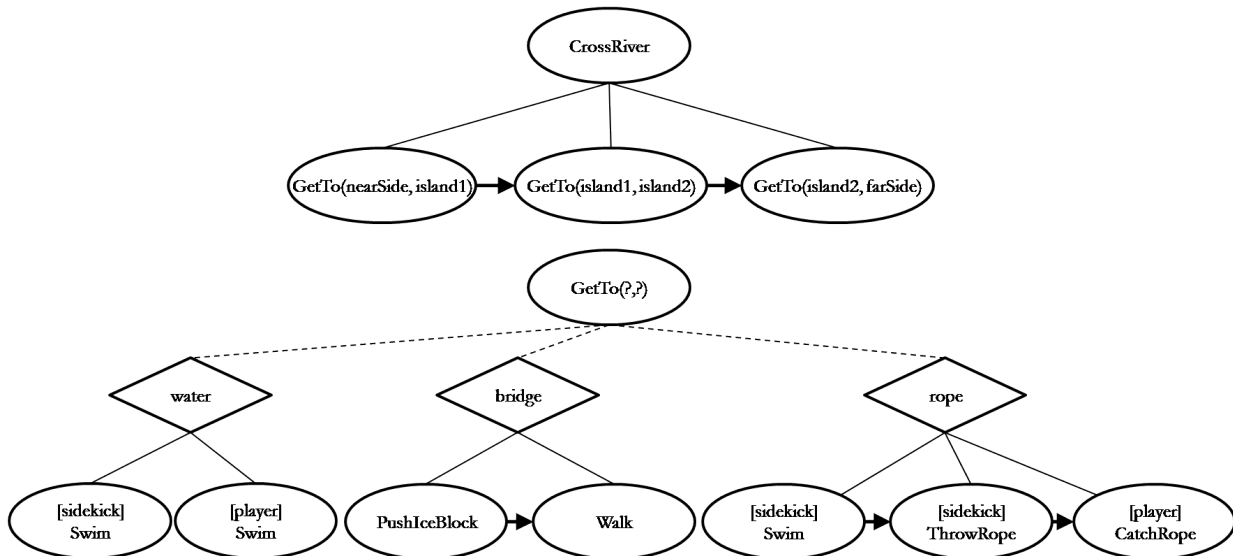 CrossRiver
GetTo(nearSide, island1)
GetTo(island1, island2)
GetTo(island2, farSide)
GetTo(?,?)
water
bridge
rope
[sidekick]
Swim
[player]
Swim
PushIceBlock
Walk
[sidekick]
Swim
[sidekick]
ThrowRope
[player]
CatchRope